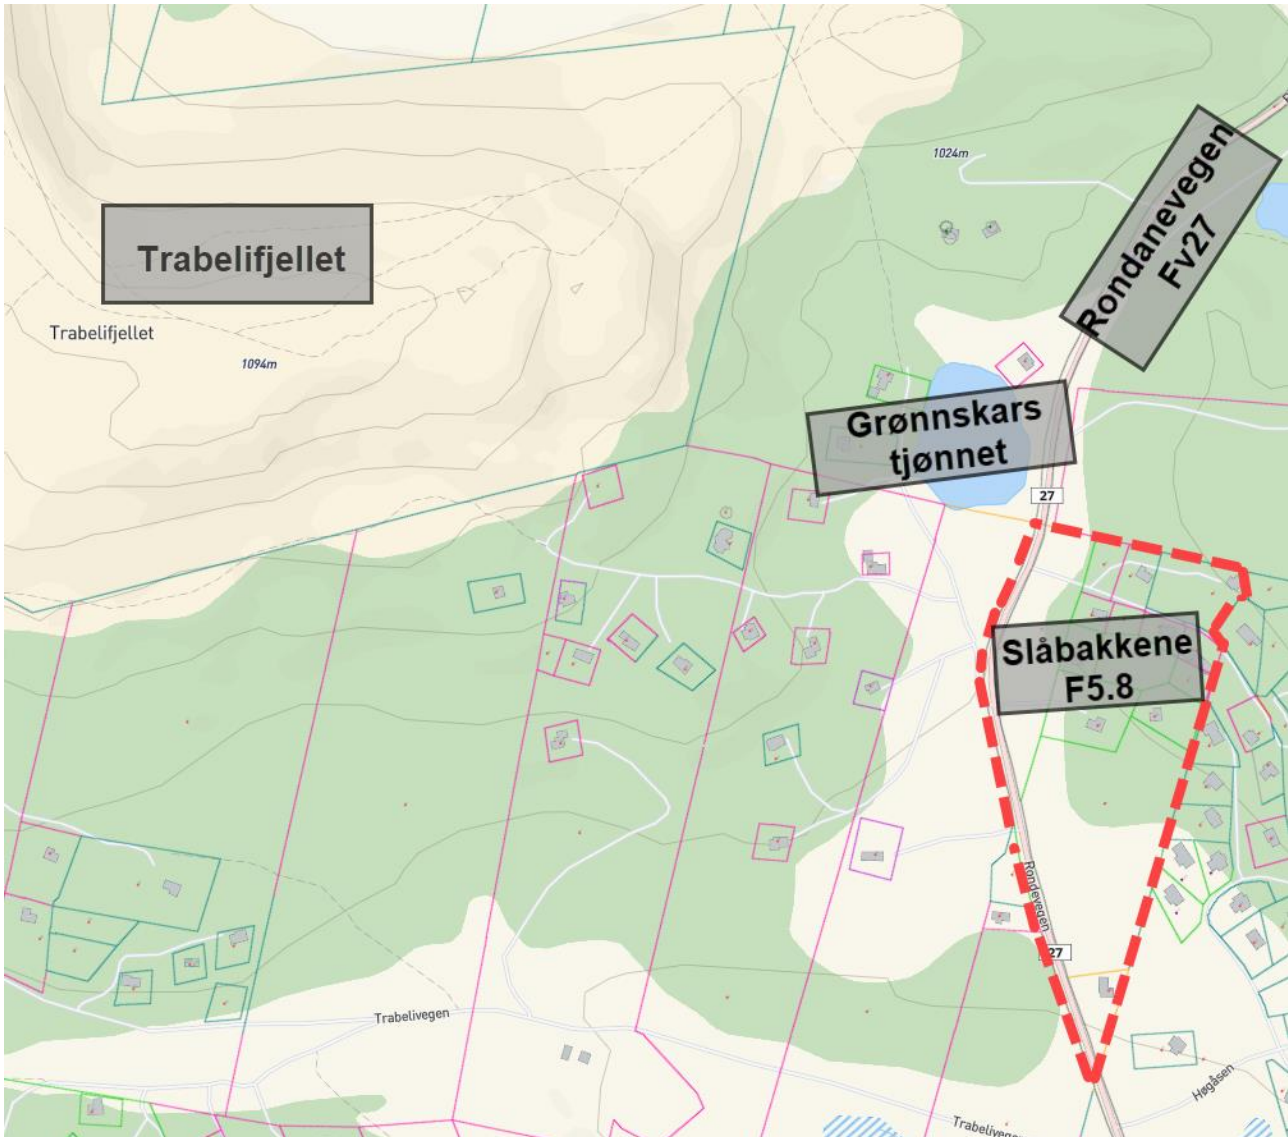 1024m
Rondanevegen
Fv27
Trabelifjellet
Trabelifjellet
1094m
Grønnskars
tjønnet
27
Slåbakkene
F5.8
Rondevegen
27
Trabelivegen
Høgåsen
Trabelivegen